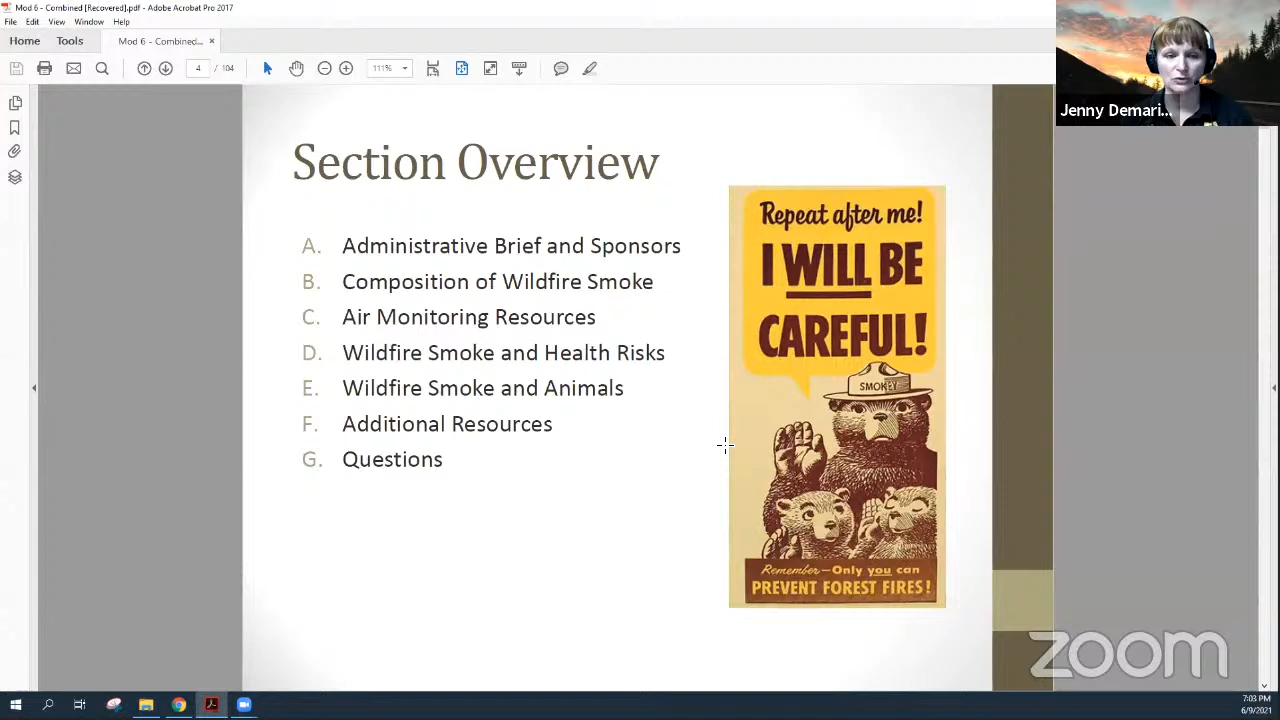 Mod 6 - Combined [Recovered].pdf - Adobe Acrobat Pro 2017
File Edit View Window Help
Home Tools Mod 6 - Combined... ×
4 / 104 111%
Jenny Demari...
Section Overview
A. Administrative Brief and Sponsors
B. Composition of Wildfire Smoke
C. Air Monitoring Resources
D. Wildfire Smoke and Health Risks
E. Wildfire Smoke and Animals
F. Additional Resources
G. Questions
Repeat after me!
I WILL BE
CAREFUL!
SMOKEY
Remember—Only you can
PREVENT FOREST FIRES!
zoom
7:03 PM
6/9/2021